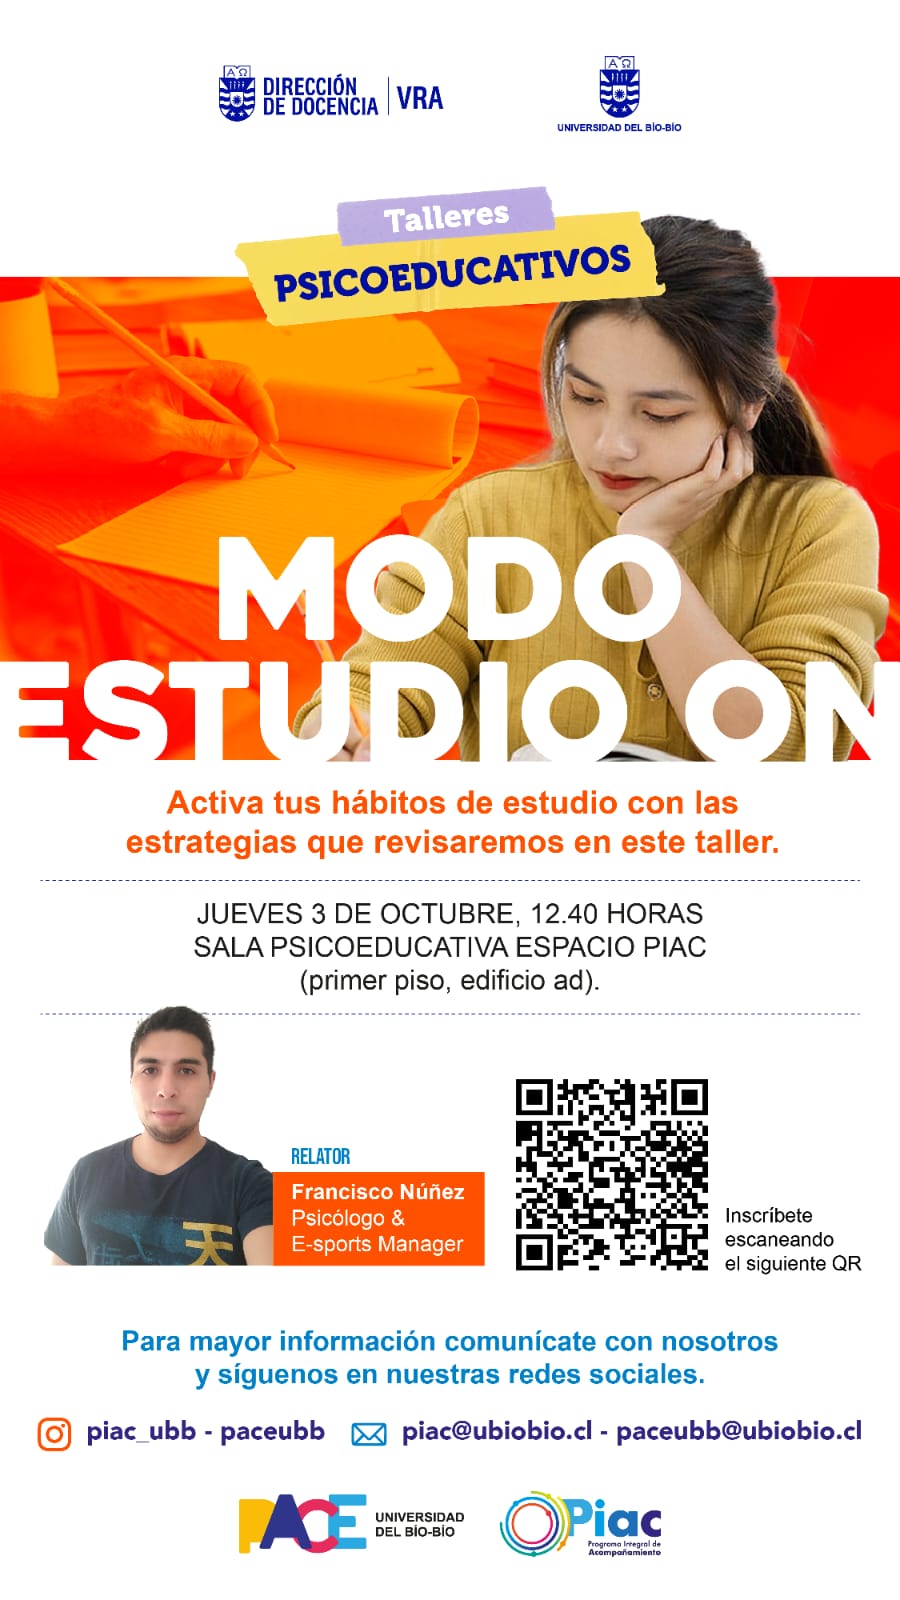 DIRECCIÓN
DE DOCENCIA
VRA
UNIVERSIDAD DEL BÍO-BÍO
Talleres
PSICOEDUCATIVOS
MODO
ESTUDIO ON
Activa tus hábitos de estudio con las
estrategias que revisaremos en este taller.
JUEVES 3 DE OCTUBRE, 12.40 HORAS
SALA PSICOEDUCATIVA ESPACIO PIAC
(primer piso, edificio ad).
RELATOR
Francisco Núñez
Psicólogo &
E-sports Manager
Inscríbete
escaneando
el siguiente QR
Para mayor información comunícate con nosotros
y síguenos en nuestras redes sociales.
piac_ubb - paceubb
piac@ubiobio.cl - paceubb@ubiobio.cl
PACE
UNIVERSIDAD
DEL BÍO-BÍO
Piac
Programa Integral de
Acompañamiento